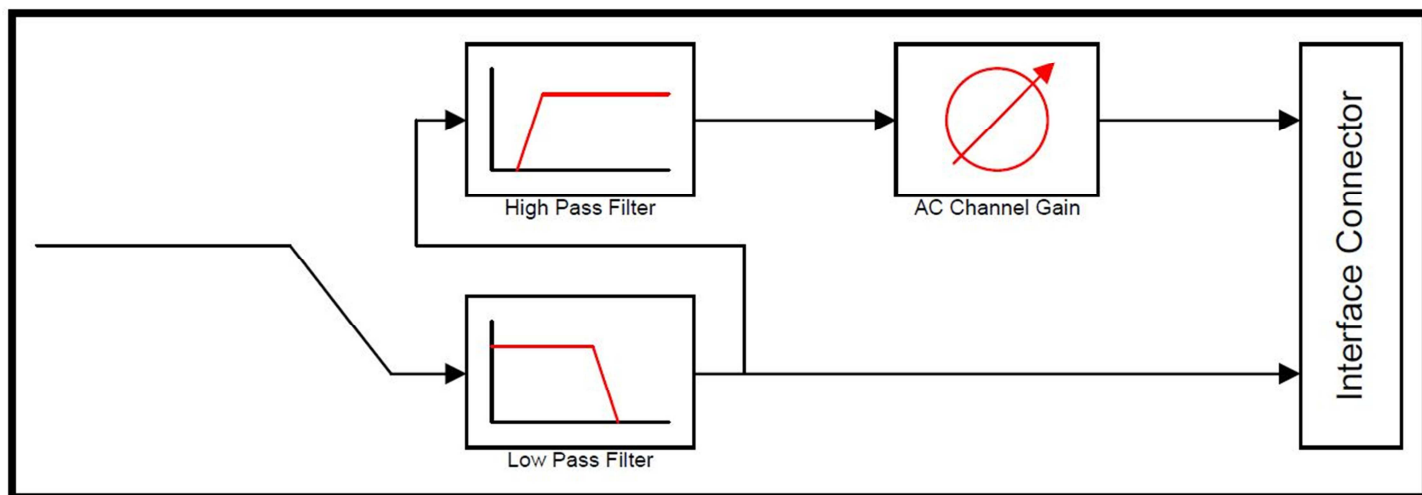 High Pass Filter
AC Channel Gain
Interface Connector
Low Pass Filter